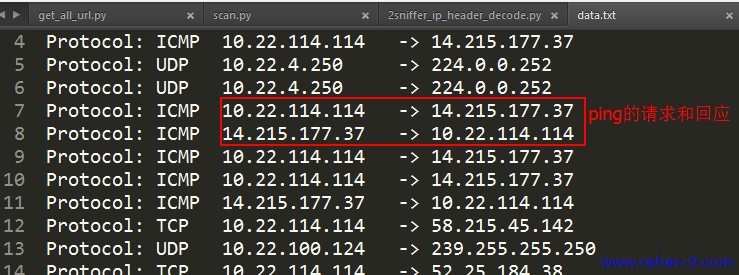 get_all_url.py scan.py 2sniffer_ip_header_decode.py data.txt
4 Protocol: ICMP 10.22.114.114 -> 14.215.177.37
5 Protocol: UDP 10.22.4.250 -> 224.0.0.252
6 Protocol: UDP 10.22.4.250 -> 224.0.0.252
7 Protocol: ICMP 10.22.114.114 -> 14.215.177.37 ping的请求和回应
8 Protocol: ICMP 14.215.177.37 -> 10.22.114.114
9 Protocol: ICMP 10.22.114.114 -> 14.215.177.37
10 Protocol: ICMP 10.22.114.114 -> 14.215.177.37
11 Protocol: ICMP 14.215.177.37 -> 10.22.114.114
12 Protocol: TCP 10.22.114.114 -> 58.215.45.142
13 Protocol: UDP 10.22.100.124 -> 239.255.255.250
www.reber-9.com
14 Protocol: TCP 10.22.114.114 -> 52.25.184.38